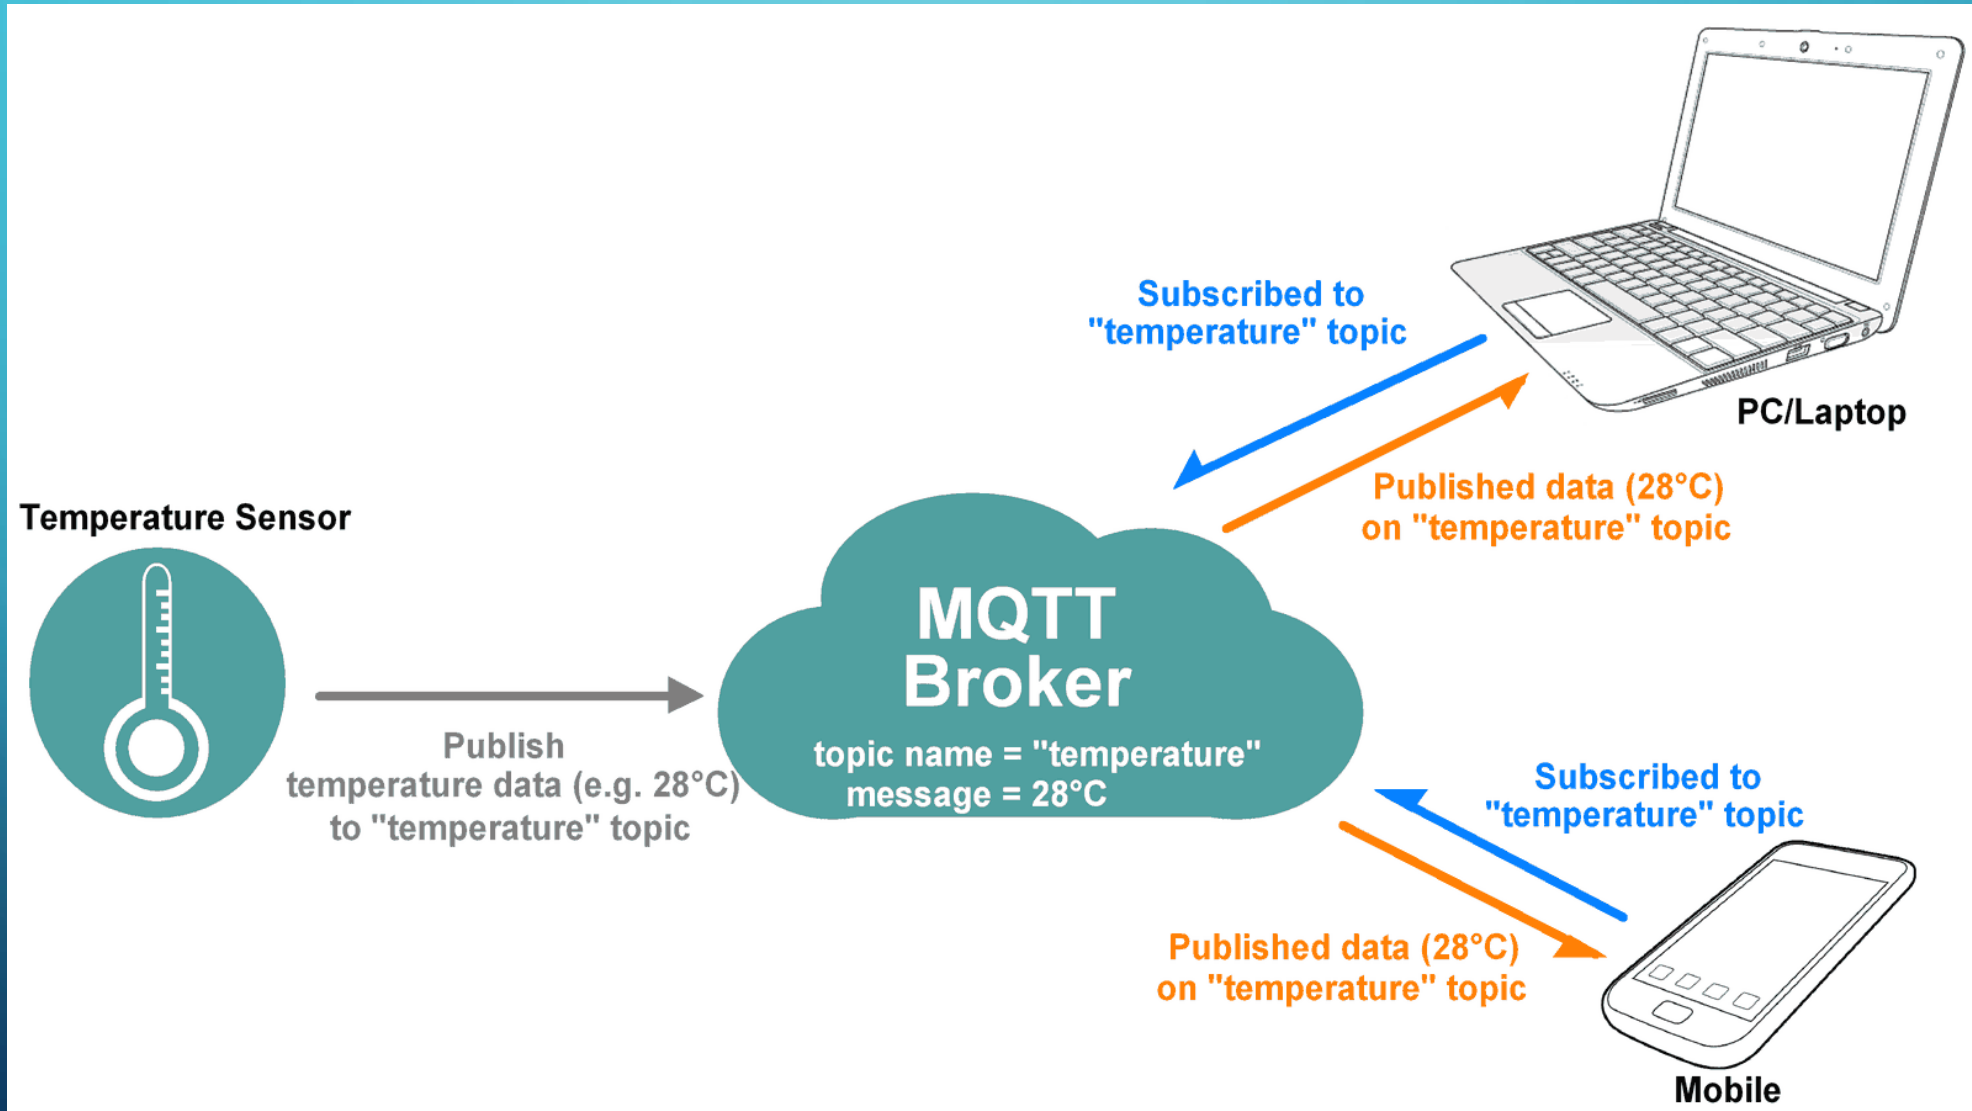 Subscribed to
"temperature" topic
PC/Laptop
Published data (28°C)
on "temperature" topic
Temperature Sensor
MQTT
Broker
topic name = "temperature"
message = 28°C
Publish
temperature data (e.g. 28°C)
to "temperature" topic
Subscribed to
"temperature" topic
Published data (28°C)
on "temperature" topic
Mobile